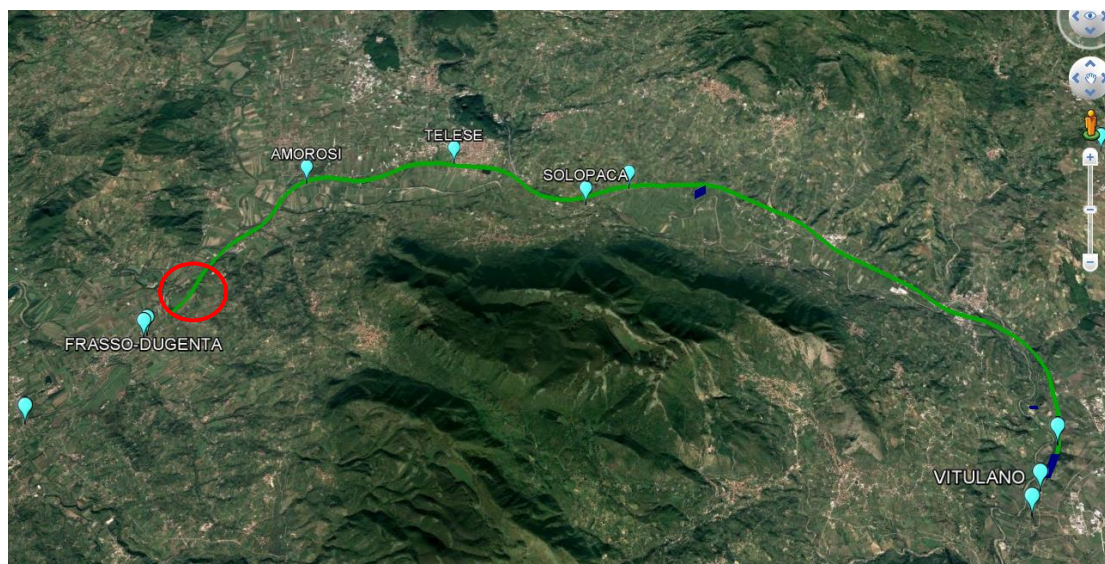 TELESE
AMOROSI
SOLOPACA
FRASSO-DUGENTA
VITULANO